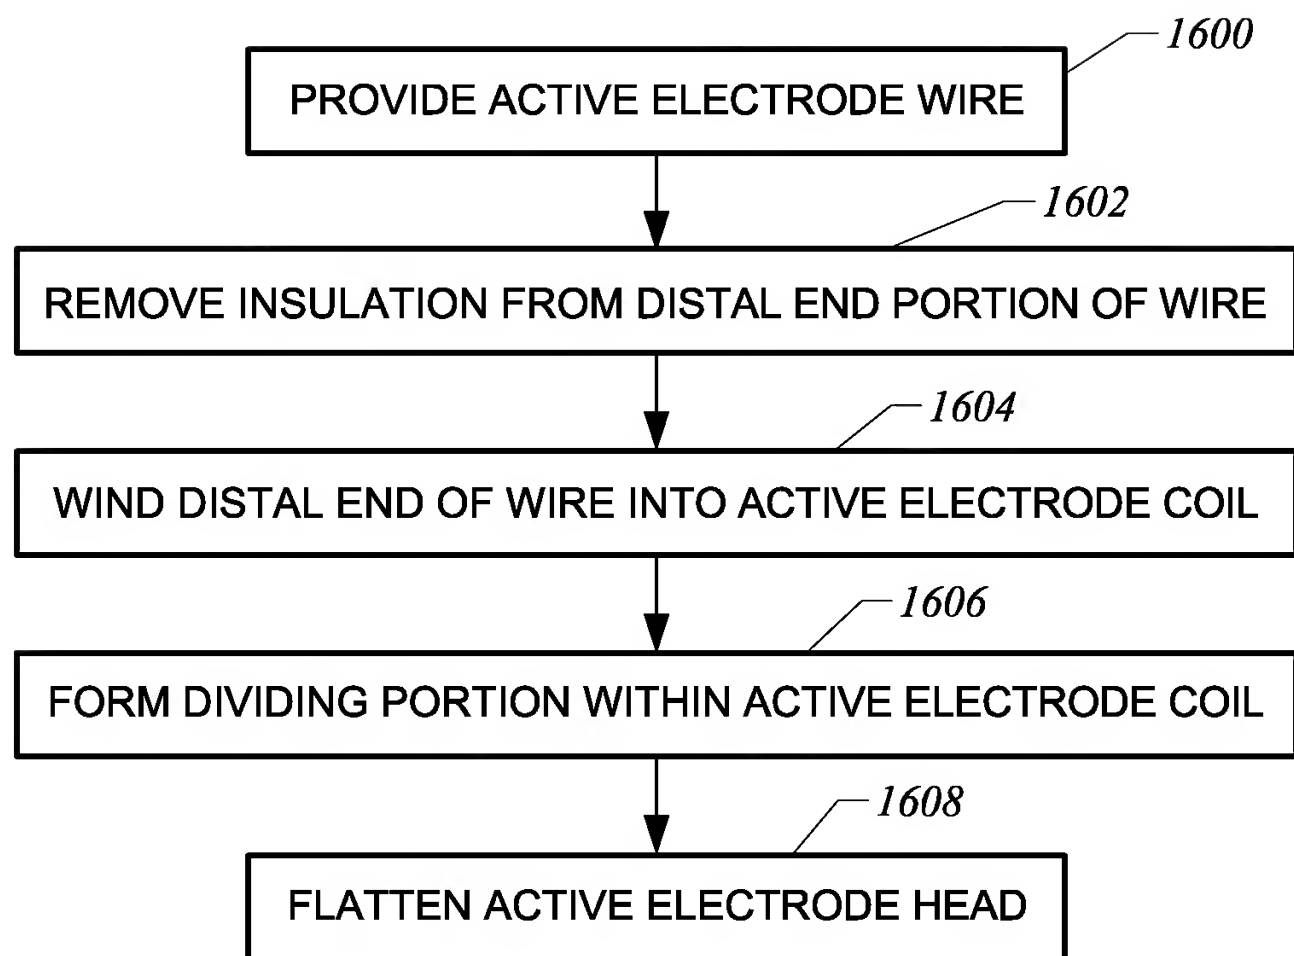 1600
PROVIDE ACTIVE ELECTRODE WIRE
1602
REMOVE INSULATION FROM DISTAL END PORTION OF WIRE
1604
WIND DISTAL END OF WIRE INTO ACTIVE ELECTRODE COIL
1606
FORM DIVIDING PORTION WITHIN ACTIVE ELECTRODE COIL
1608
FLATTEN ACTIVE ELECTRODE HEAD